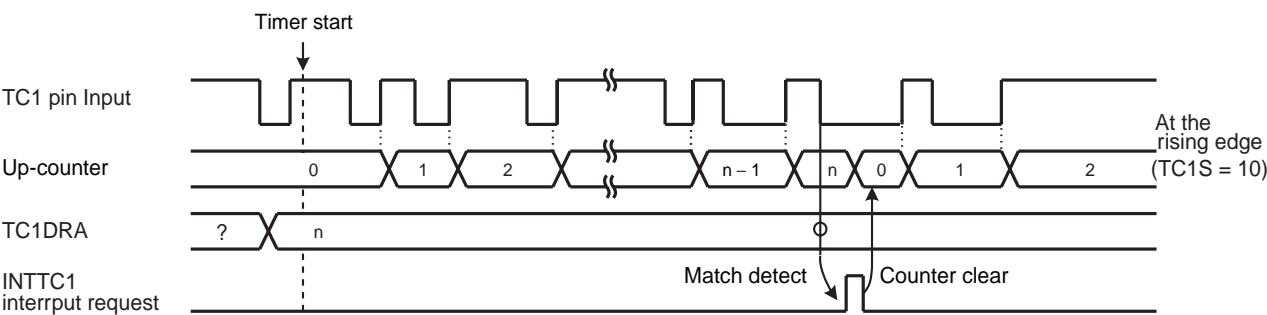 Timer start
TC1 pin Input
At the
rising edge
(TC1S = 10)
Up-counter
0
1
2
n – 1
n
0
1
2
TC1DRA
?
n
Match detect
Counter clear
INTTC1
interrput request